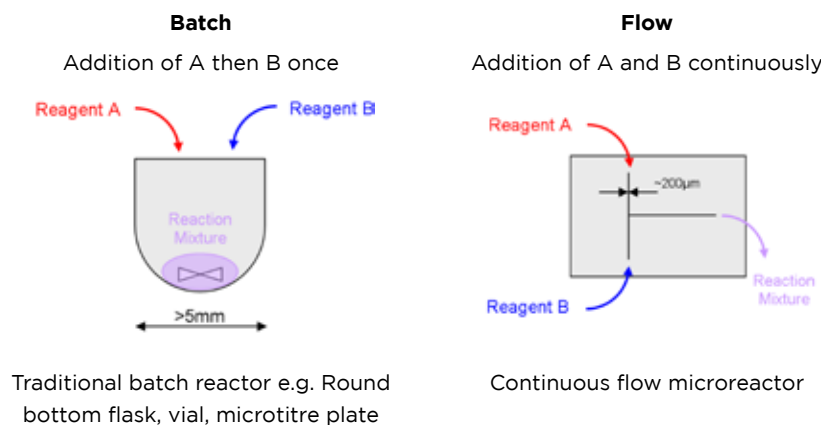 Batch
Addition of A then B once
Reagent A
Reagent B
Reaction
Mixture
>5mm
Traditional batch reactor e.g. Round
bottom flask, vial, microtitre plate
Flow
Addition of A and B continuously
Reagent A
~200µm
Reagent B
Reaction
Mixture
Continuous flow microreactor